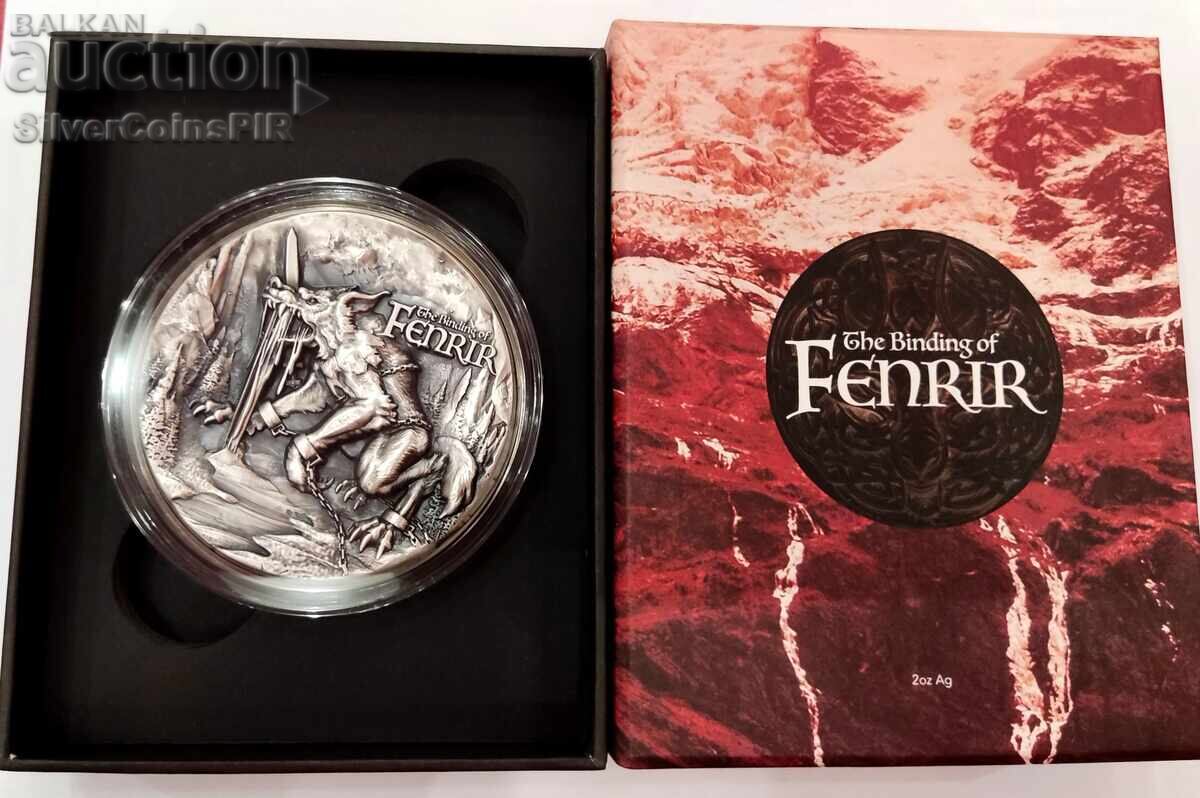 BALKAN
auction
SilverCoinsPIR
The Binding of
FENRIR
The Binding of
FENRIR
2oz Ag